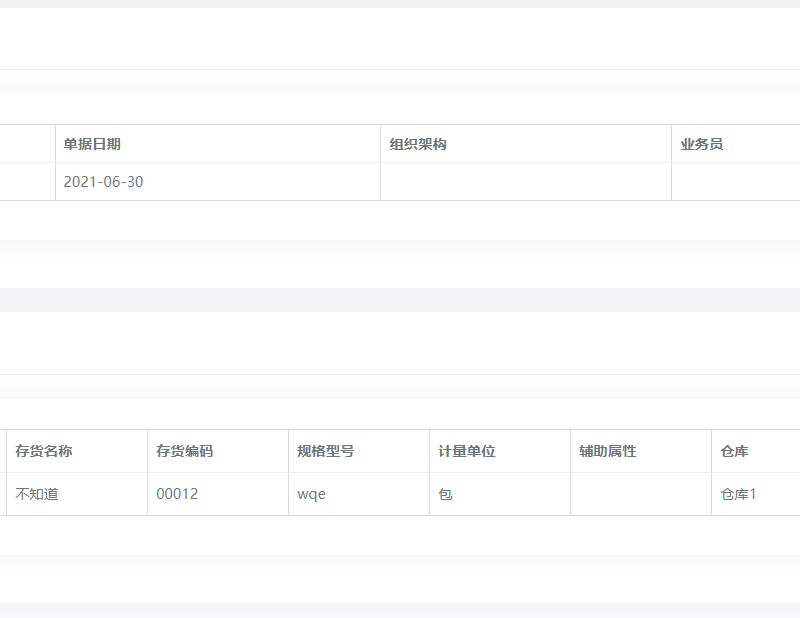 单据日期 组织架构 业务员
2021-06-30
存货名称 存货编码 规格型号 计量单位 辅助属性 仓库
不知道 00012 wqe 包 仓库1